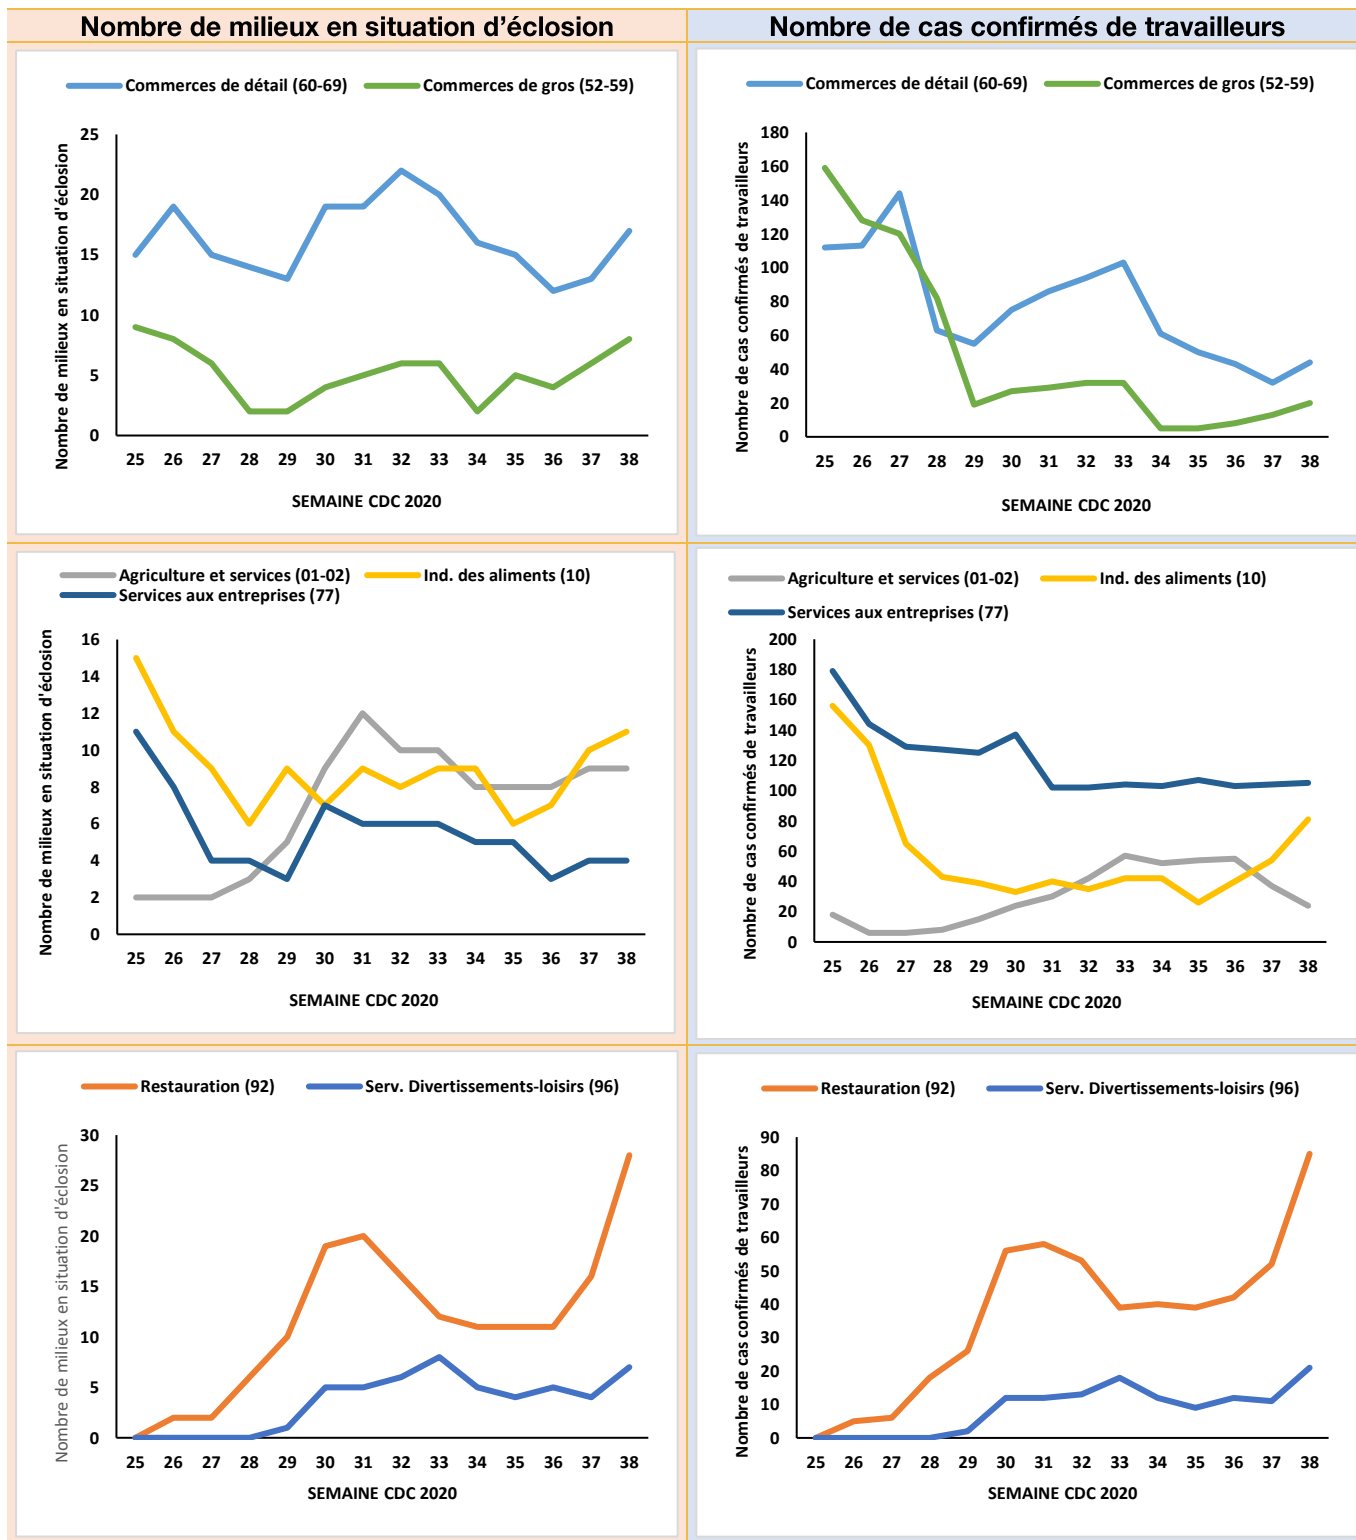 Nombre de milieux en situation d'éclosion
Nombre de cas confirmés de travailleurs
Commerces de détail (60-69) Commerces de gros (52-59)
Nombre de milieux en situation d'éclosion
25
20
15
10
5
0
25 26 27 28 29 30 31 32 33 34 35 36 37 38
SEMAINE CDC 2020
Commerces de détail (60-69) Commerces de gros (52-59)
Nombre de cas confirmés de travailleurs
180
160
140
120
100
80
60
40
20
0
25 26 27 28 29 30 31 32 33 34 35 36 37 38
SEMAINE CDC 2020
Agriculture et services (01-02) Ind. des aliments (10)
Services aux entreprises (77)
Nombre de milieux en situation d'éclosion
16
14
12
10
8
6
4
2
0
25 26 27 28 29 30 31 32 33 34 35 36 37 38
SEMAINE CDC 2020
Agriculture et services (01-02) Ind. des aliments (10)
Services aux entreprises (77)
Nombre de cas confirmés de travailleurs
200
180
160
140
120
100
80
60
40
20
0
25 26 27 28 29 30 31 32 33 34 35 36 37 38
SEMAINE CDC 2020
Restauration (92) Serv. Divertissements-loisirs (96)
Nombre de milieux en situation d'éclosion
30
25
20
15
10
5
0
25 26 27 28 29 30 31 32 33 34 35 36 37 38
SEMAINE CDC 2020
Restauration (92) Serv. Divertissements-loisirs (96)
Nombre de cas confirmés de travailleurs
90
80
70
60
50
40
30
20
10
0
25 26 27 28 29 30 31 32 33 34 35 36 37 38
SEMAINE CDC 2020